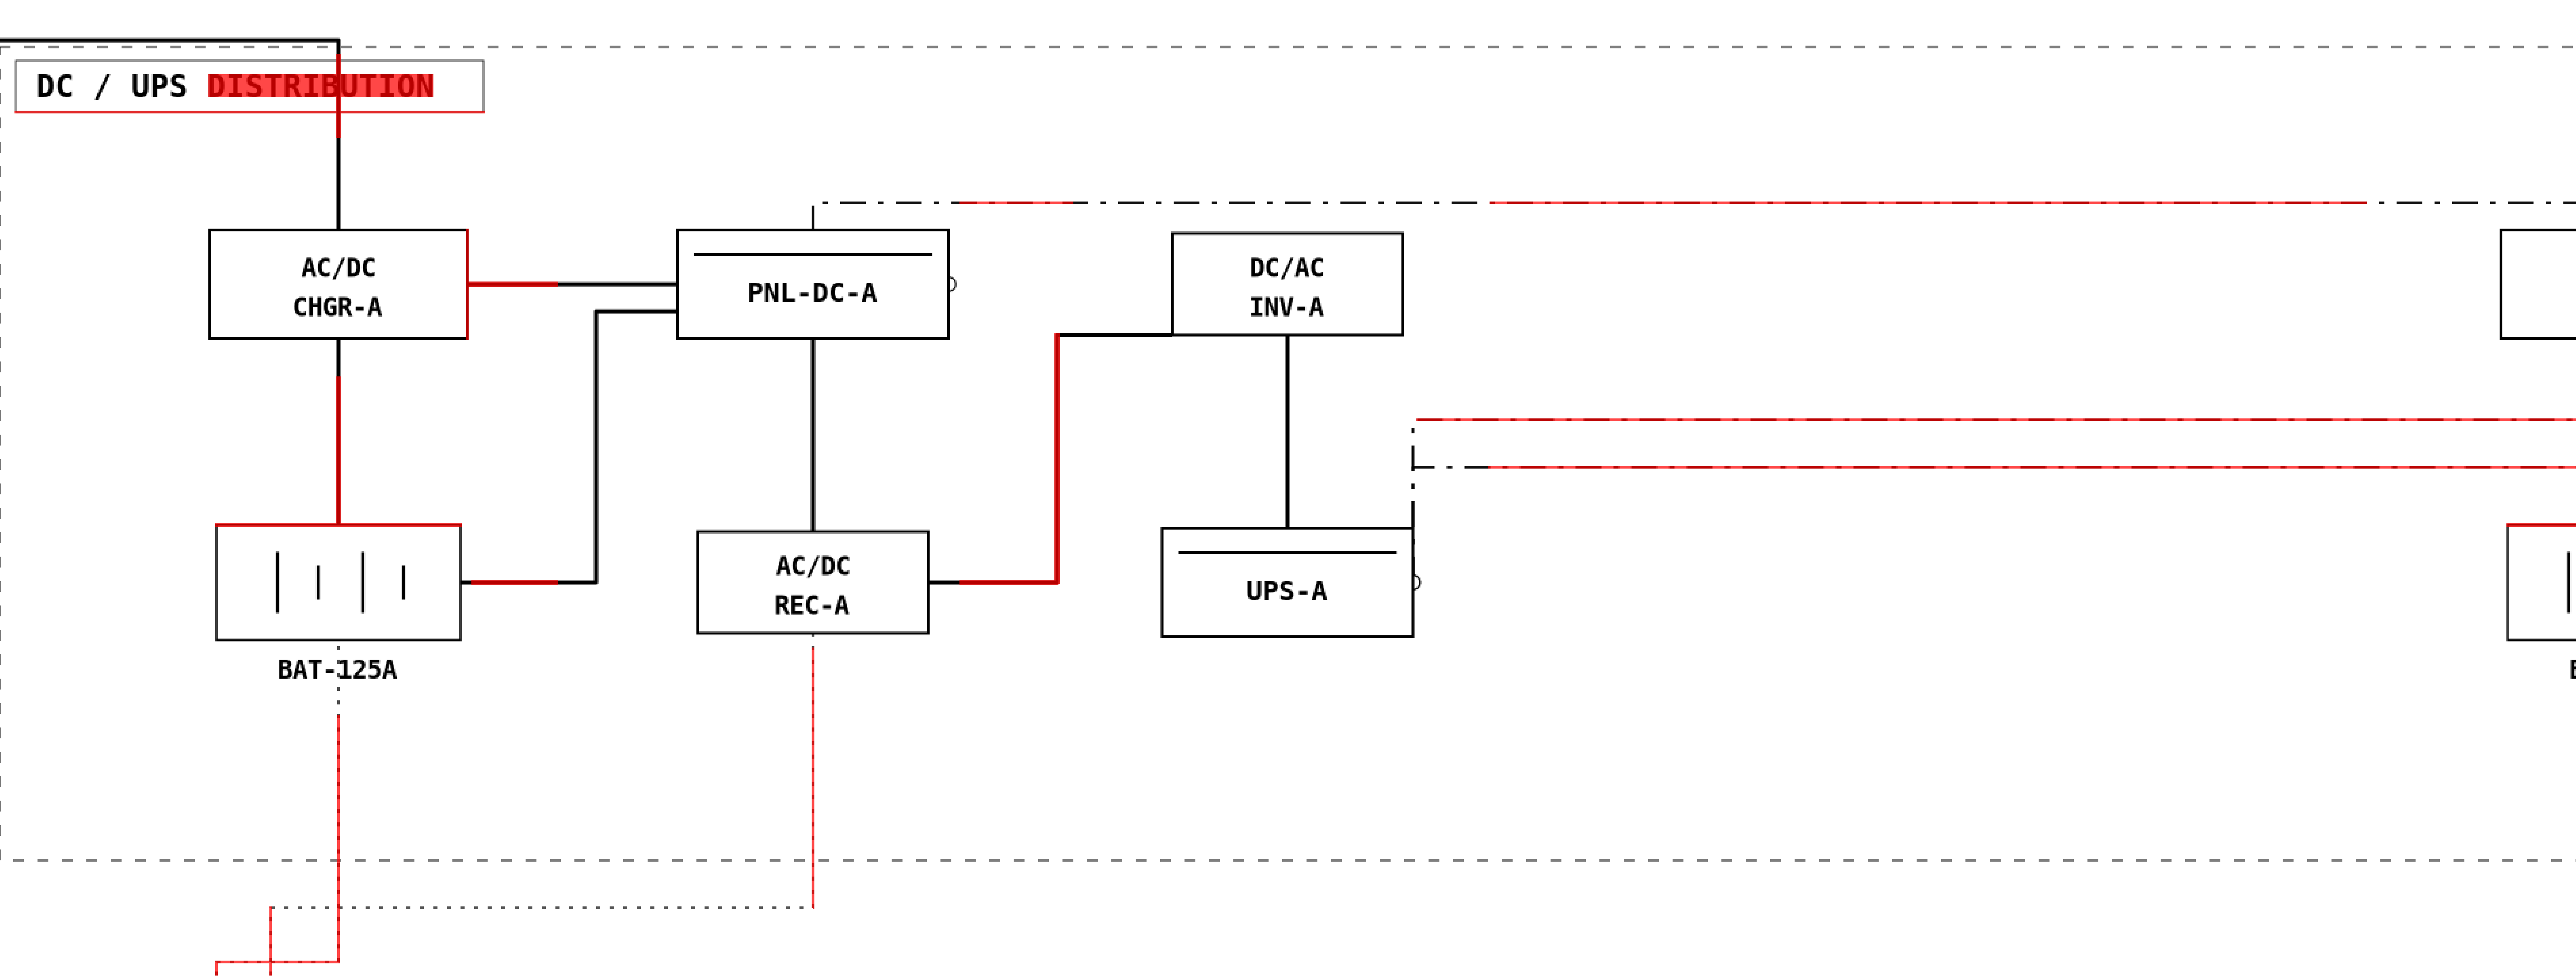 DC / UPS DISTRIBUTION
AC/DC
CHGR-A
PNL-DC-A
DC/AC
INV-A
AC/DC
REC-A
UPS-A
BAT-125A